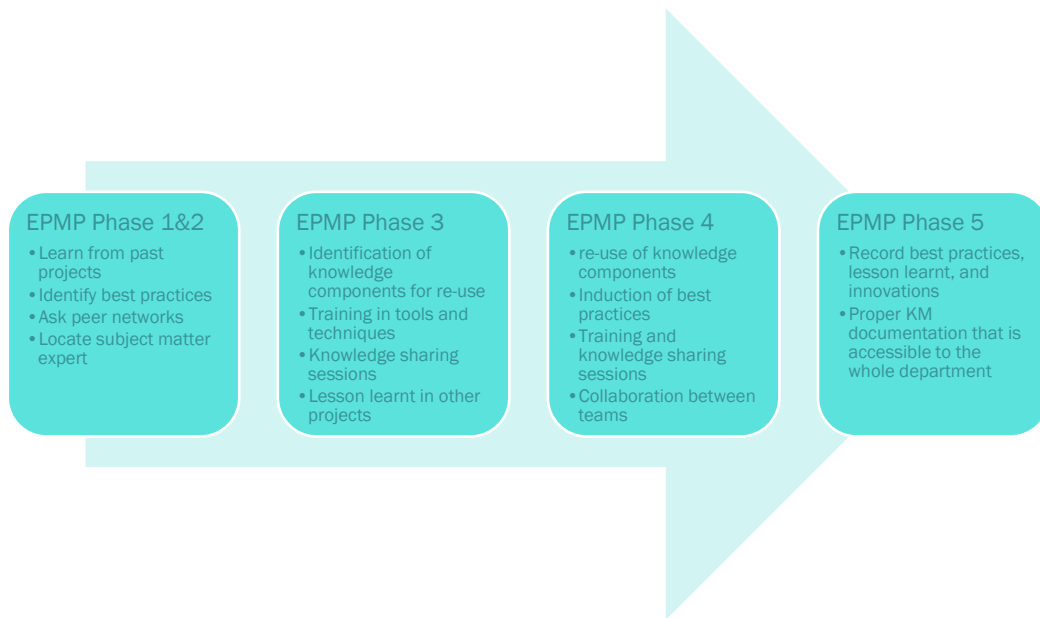 EPMP Phase 1&2
•Learn from past
projects
•Identify best practices
•Ask peer networks
•Locate subject matter
expert
EPMP Phase 3
•Identification of
knowledge
components for re-use
•Training in tools and
techniques
•Knowledge sharing
sessions
•Lesson learnt in other
projects
EPMP Phase 4
•re-use of knowledge
components
•Induction of best
practices
•Training and
knowledge sharing
sessions
•Collaboration between
teams
EPMP Phase 5
•Record best practices,
lesson learnt, and
innovations
•Proper KM
documentation that is
accessible to the
whole department